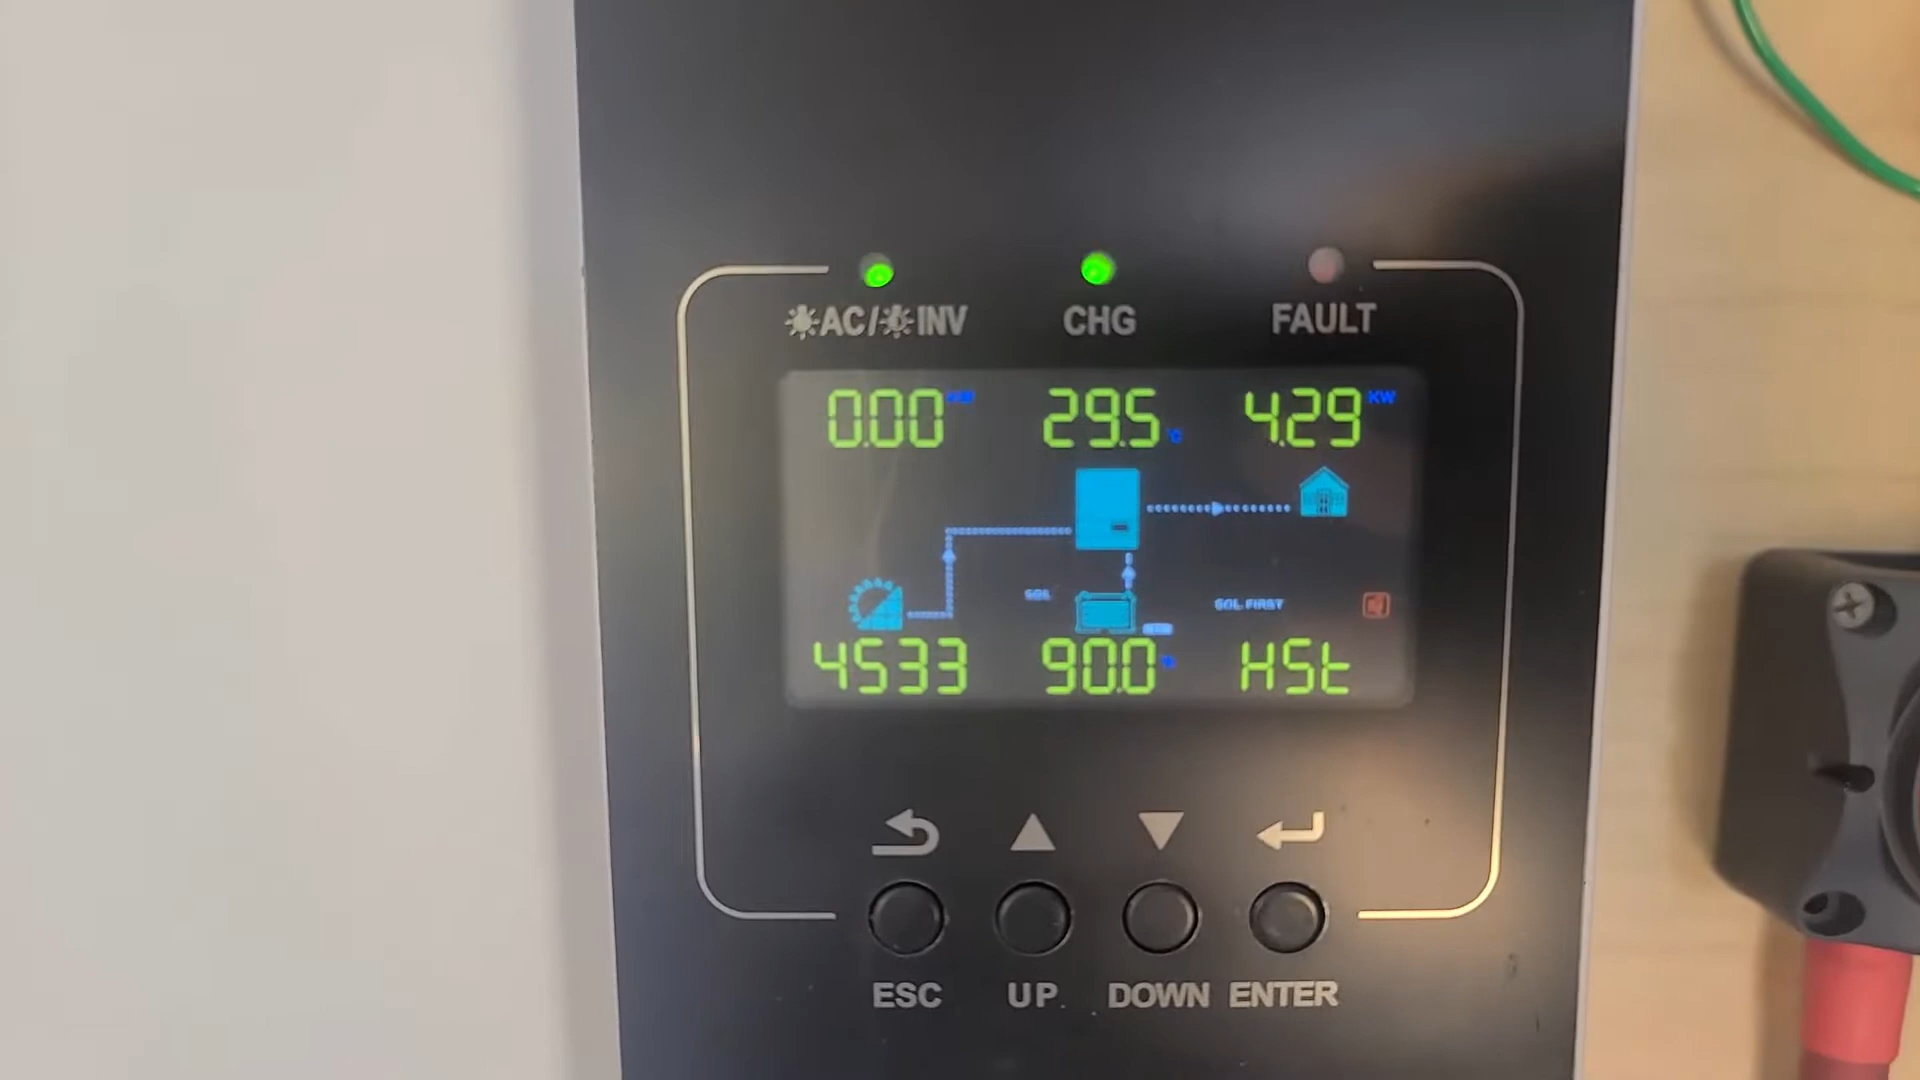 AC/INV CHG FAULT
0.00 29.5 °C 4.29 KW
SOL SOL FIRST
4533 90.0 HSt
ESC UP DOWN ENTER